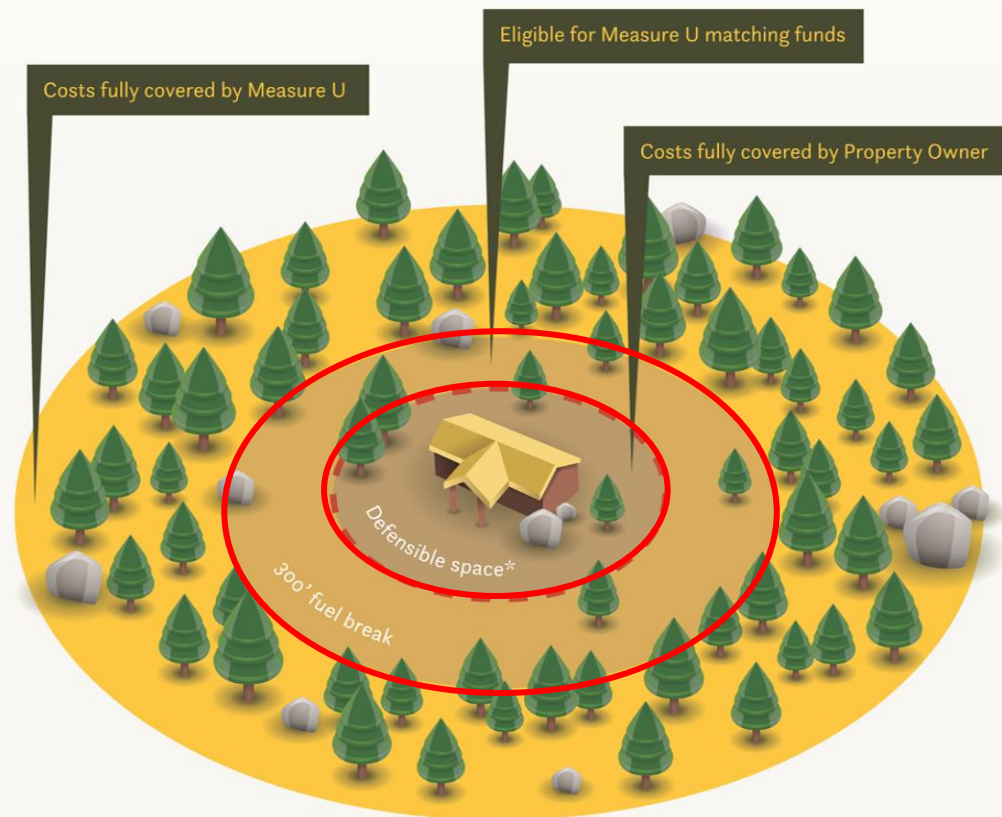 Eligible for Measure U matching funds
Costs fully covered by Measure U
Costs fully covered by Property Owner
Defensible space*
300' fuel break